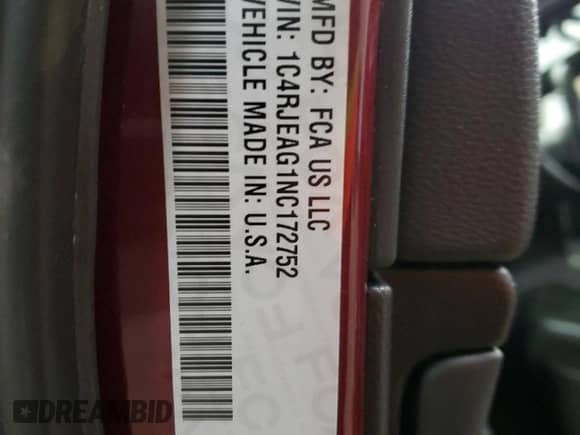 MFD BY: FCA US LLC
VIN: 1C4RJEAG1NC172752
VEHICLE MADE IN: U.S.A.
DREAMBID